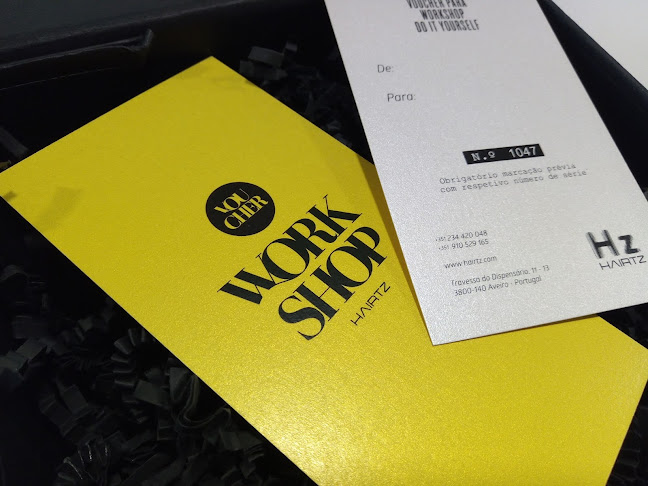 VOU
CHER
WORK
SHOP
HAIRTZ
VOUCHER PARA
WORKSHOP
DO IT YOURSELF
De:
Para:
N.º 1047
Obrigatório marcação prévia
com respetivo número de série
+351 234 420 048
+351 910 529 165
www.hairtz.com
Travessa do Dispensário, 11 - 13
3800-140 Aveiro - Portugal
Hz
HAIRTZ